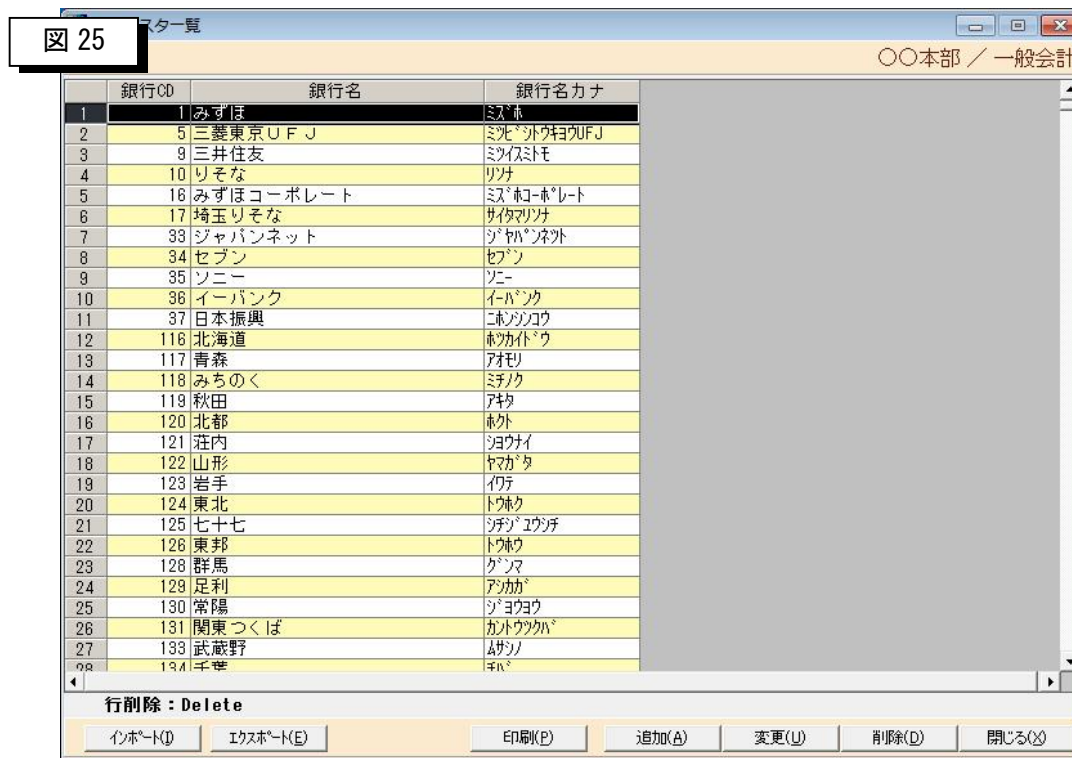 図 25
スタ一覧
〇〇本部 ／ 一般会計
銀行CD 銀行名 銀行名カナ
1 1 みずほ ﾐｽﾞﾎ
2 5 三菱東京ＵＦＪ ﾐﾂﾋﾞｼﾄｳｷﾖｳUFJ
3 9 三井住友 ﾐﾂｲｽﾐﾄﾓ
4 10 りそな ﾘｿﾅ
5 16 みずほコーポレート ﾐｽﾞﾎｺｰﾎﾟﾚｰﾄ
6 17 埼玉りそな ｻｲﾀﾏﾘｿﾅ
7 33 ジャパンネット ｼﾞﾔﾊﾟﾝﾈﾂﾄ
8 34 セブン ｾﾌﾞﾝ
9 35 ソニー ｿﾆｰ
10 36 イーバンク ｲｰﾊﾞﾝｸ
11 37 日本振興 ﾆﾎﾝｼﾝｺｳ
12 116 北海道 ﾎﾂｶｲﾄﾞｳ
13 117 青森 ｱｵﾓﾘ
14 118 みちのく ﾐﾁﾉｸ
15 119 秋田 ｱｷﾀ
16 120 北都 ﾎｸﾄ
17 121 荘内 ｼﾖｳﾅｲ
18 122 山形 ﾔﾏｶﾞﾀ
19 123 岩手 ｲﾜﾃ
20 124 東北 ﾄｳﾎｸ
21 125 七十七 ｼﾁｼﾞﾕｳｼﾁ
22 126 東邦 ﾄｳﾎｳ
23 128 群馬 ｸﾞﾝﾏ
24 129 足利 ｱｼｶｶﾞ
25 130 常陽 ｼﾞﾖｳﾖｳ
26 131 関東つくば ｶﾝﾄｳﾂｸﾊﾞ
27 133 武蔵野 ﾑｻｼﾉ
28 134 千葉 ﾁﾊﾞ
行削除：Delete
ｲﾝﾎﾟｰﾄ(I) ｴｸｽﾎﾟｰﾄ(E) 印刷(P) 追加(A) 変更(U) 削除(D) 閉じる(X)